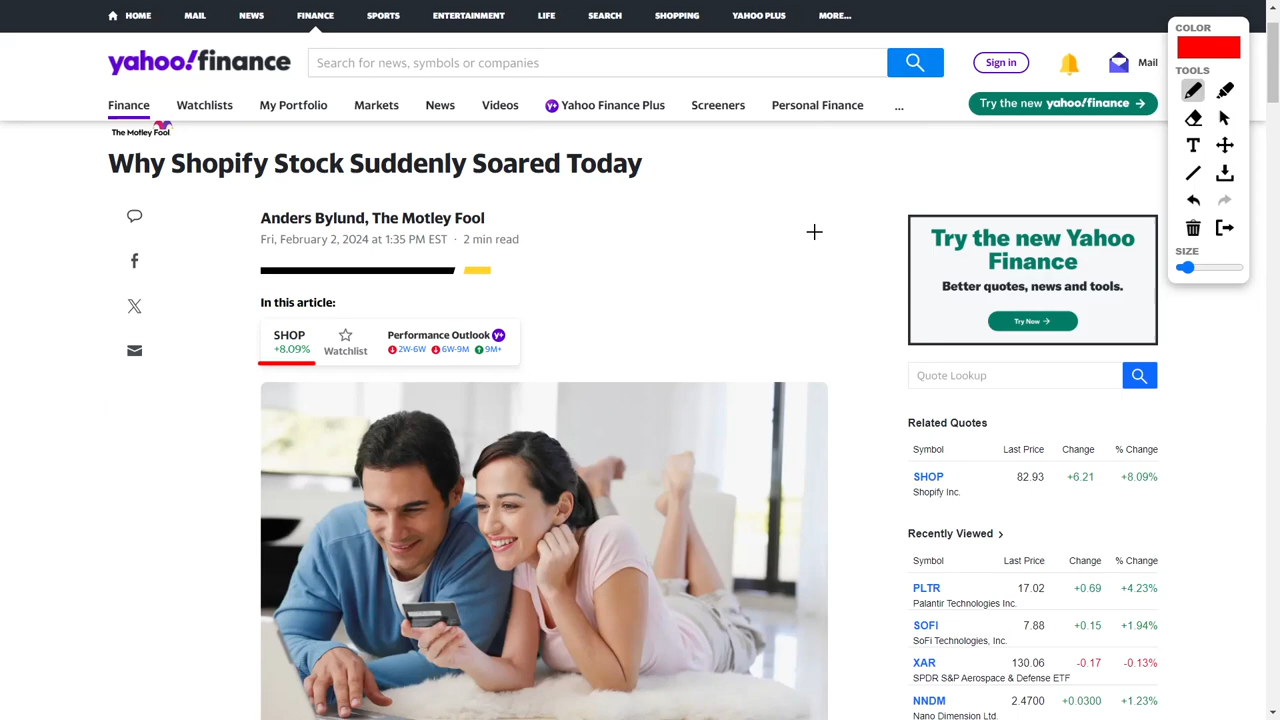 HOME MAIL NEWS FINANCE SPORTS ENTERTAINMENT LIFE SEARCH SHOPPING YAHOO PLUS MORE...
yahoo!finance
Search for news, symbols or companies
Sign in
Mail
Finance Watchlists My Portfolio Markets News Videos Yahoo Finance Plus Screeners Personal Finance ...
Try the new yahoo!finance →
The Motley Fool
Why Shopify Stock Suddenly Soared Today
Anders Bylund, The Motley Fool
Fri, February 2, 2024 at 1:35 PM EST · 2 min read
In this article:
SHOP
+8.09%
Watchlist
Performance Outlook Y+
2W-6W 6W-9M 9M+
Try the new Yahoo
Finance
Better quotes, news and tools.
Try Now →
Quote Lookup
Related Quotes
Symbol Last Price Change % Change
SHOP 82.93 +6.21 +8.09%
Shopify Inc.
Recently Viewed >
Symbol Last Price Change % Change
PLTR 17.02 +0.69 +4.23%
Palantir Technologies Inc.
SOFI 7.88 +0.15 +1.94%
SoFi Technologies, Inc.
XAR 130.06 -0.17 -0.13%
SPDR S&P Aerospace & Defense ETF
NNDM 2.4700 +0.0300 +1.23%
Nano Dimension Ltd.
COLOR
TOOLS
T
SIZE